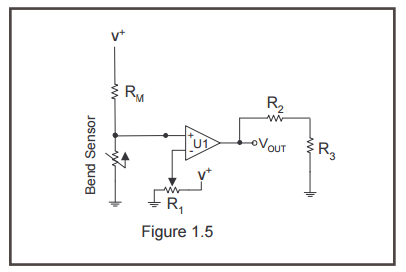 V+
RM
R2
+
U1
-
VOUT
R3
Bend Sensor
V+
R1
Figure 1.5